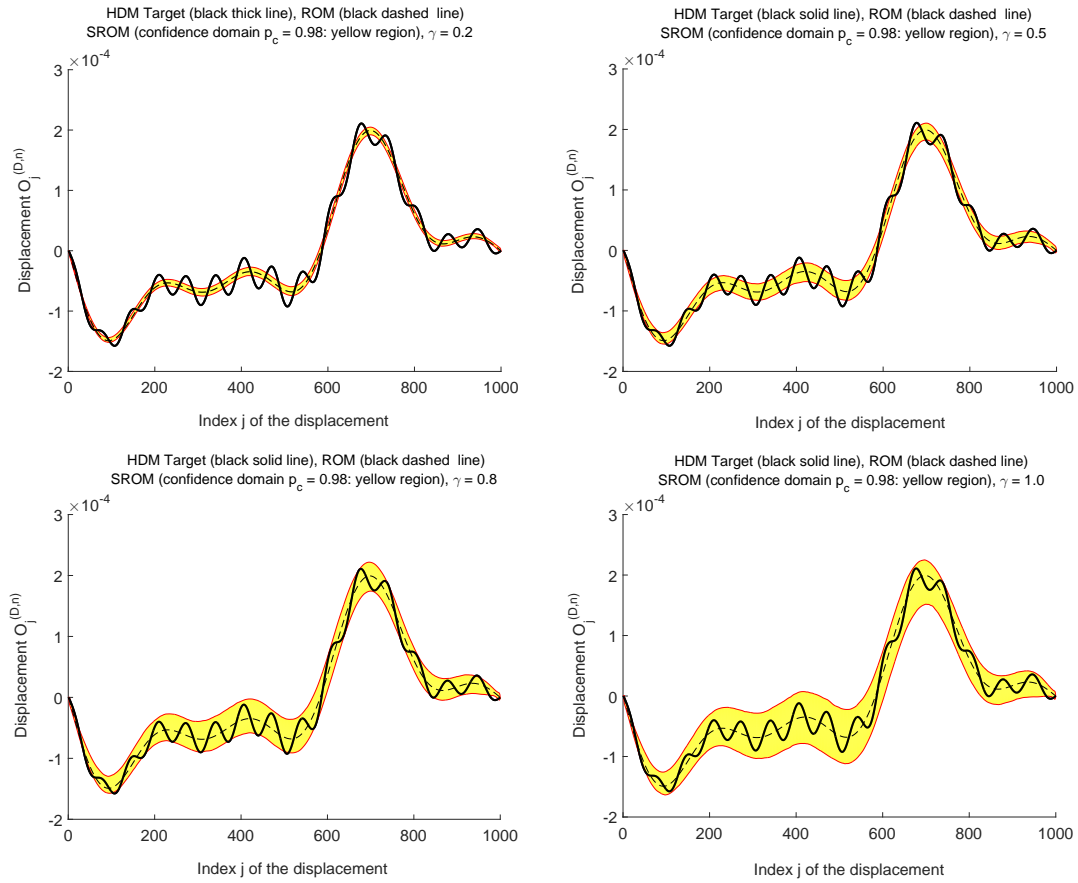 HDM Target (black thick line), ROM (black dashed  line)
SROM (confidence domain p_c = 0.98: yellow region), γ = 0.2
×10^-4
3
2
1
0
-1
-2
Displacement O_j^(D,n)
0 200 400 600 800 1000
Index j of the displacement
HDM Target (black solid line), ROM (black dashed  line)
SROM (confidence domain p_c = 0.98: yellow region), γ = 0.5
×10^-4
3
2
1
0
-1
-2
Displacement O_j^(D,n)
0 200 400 600 800 1000
Index j of the displacement
HDM Target (black solid line), ROM (black dashed  line)
SROM (confidence domain p_c = 0.98: yellow region), γ = 0.8
×10^-4
3
2
1
0
-1
-2
Displacement O_j^(D,n)
0 200 400 600 800 1000
Index j of the displacement
HDM Target (black solid line), ROM (black dashed  line)
SROM (confidence domain p_c = 0.98: yellow region), γ = 1.0
×10^-4
3
2
1
0
-1
-2
Displacement O_j^(D,n)
0 200 400 600 800 1000
Index j of the displacement